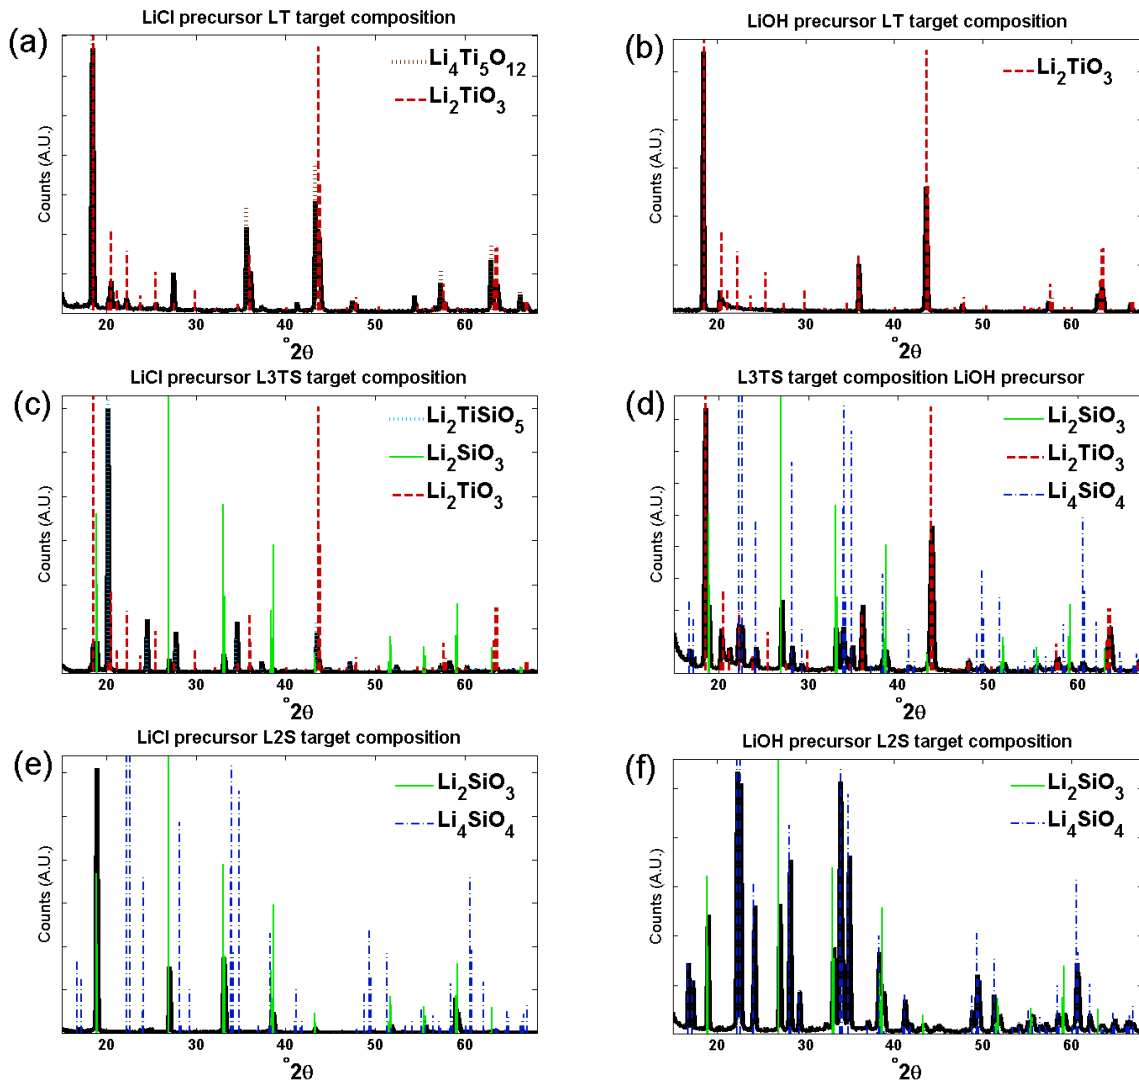 LiCl precursor LT target composition
(a)
Li4Ti5O12
Li2TiO3
Counts (A.U.)
20 30 40 50 60
°2θ
LiOH precursor LT target composition
(b)
Li2TiO3
Counts (A.U.)
20 30 40 50 60
°2θ
LiCl precursor L3TS target composition
(c)
Li2TiSiO5
Li2SiO3
Li2TiO3
Counts (A.U.)
20 30 40 50 60
°2θ
L3TS target composition LiOH precursor
(d)
Li2SiO3
Li2TiO3
Li4SiO4
Counts (A.U.)
20 30 40 50 60
°2θ
LiCl precursor L2S target composition
(e)
Li2SiO3
Li4SiO4
Counts (A.U.)
20 30 40 50 60
°2θ
LiOH precursor L2S target composition
(f)
Li2SiO3
Li4SiO4
Counts (A.U.)
20 30 40 50 60
°2θ